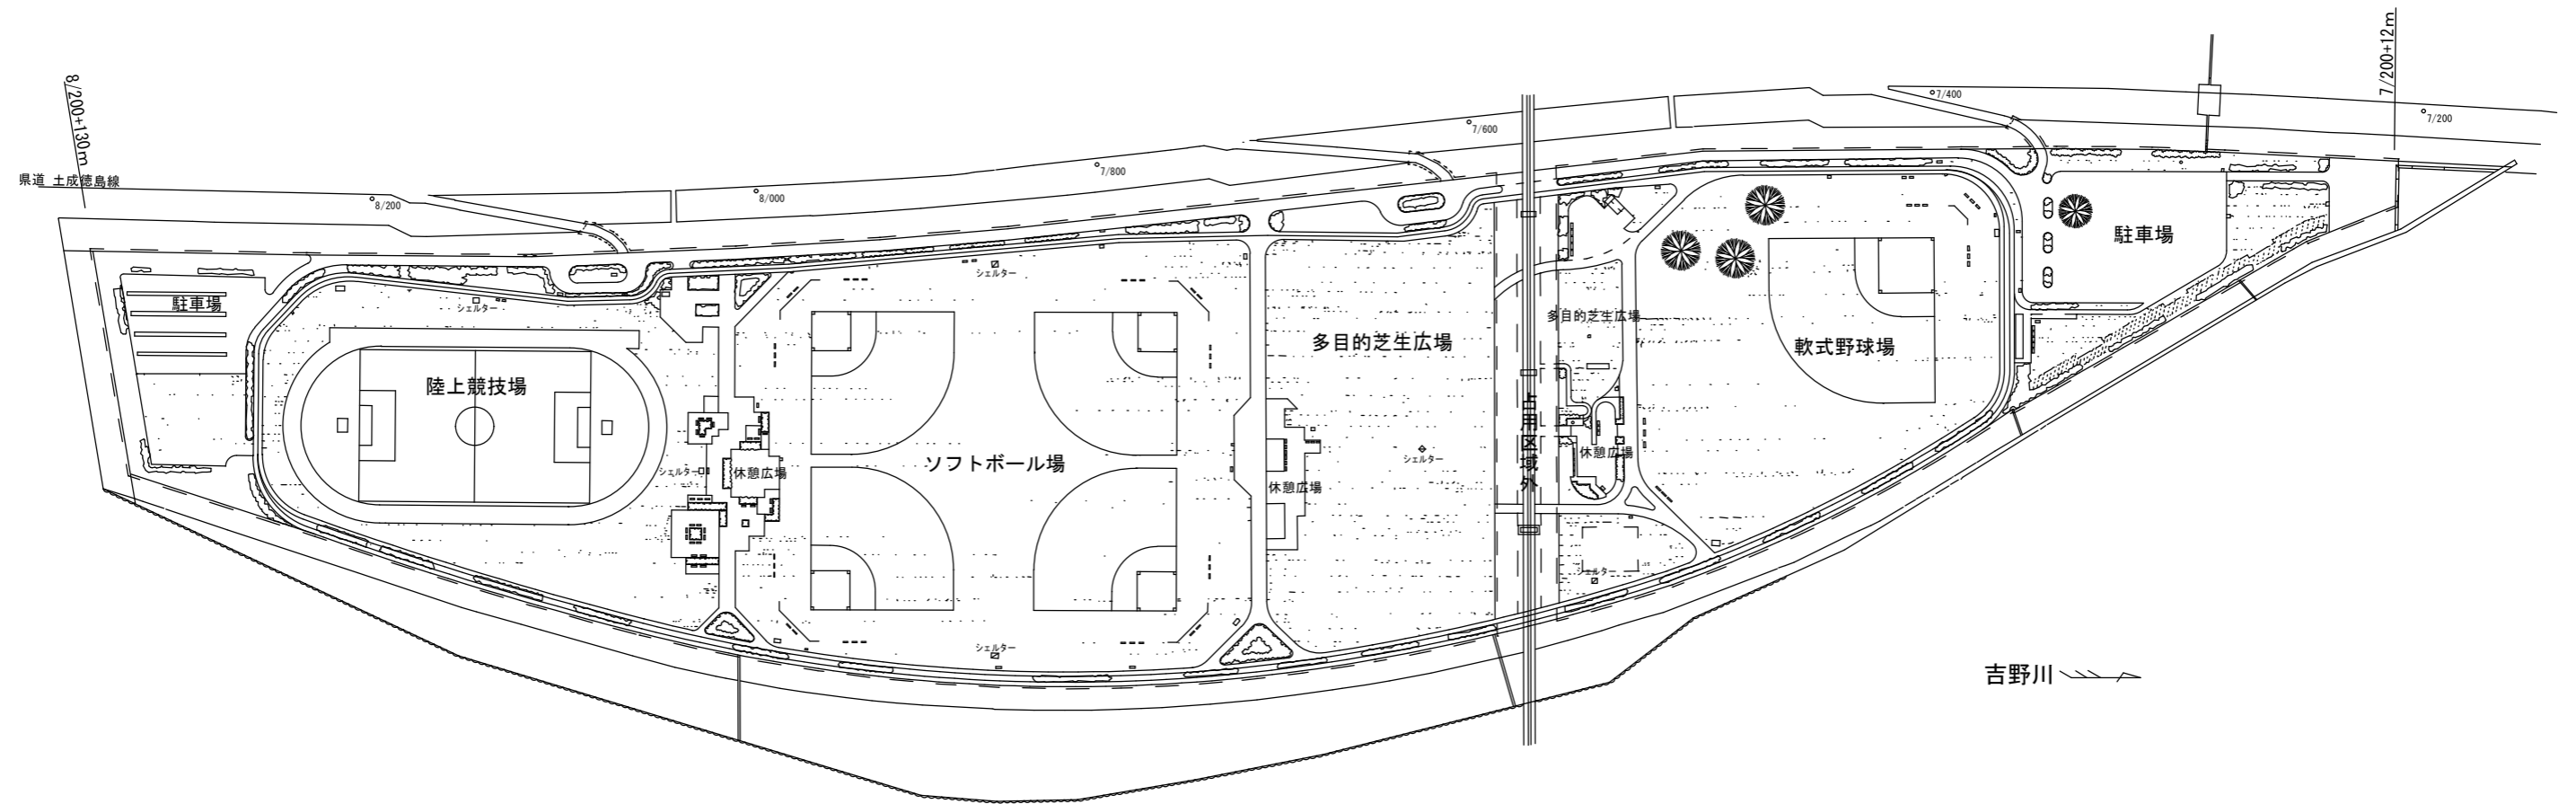 8/200+130m
7/200+12m
県道 土成徳島線
8/200
8/000
7/800
7/600
7/400
7/200
駐車場
シェルター
陸上競技場
シェルター
休憩広場
シェルター
ソフトボール場
シェルター
多目的芝生広場
シェルター
休憩広場
占用区域外
多目的芝生広場
休憩広場
シェルター
軟式野球場
駐車場
吉野川